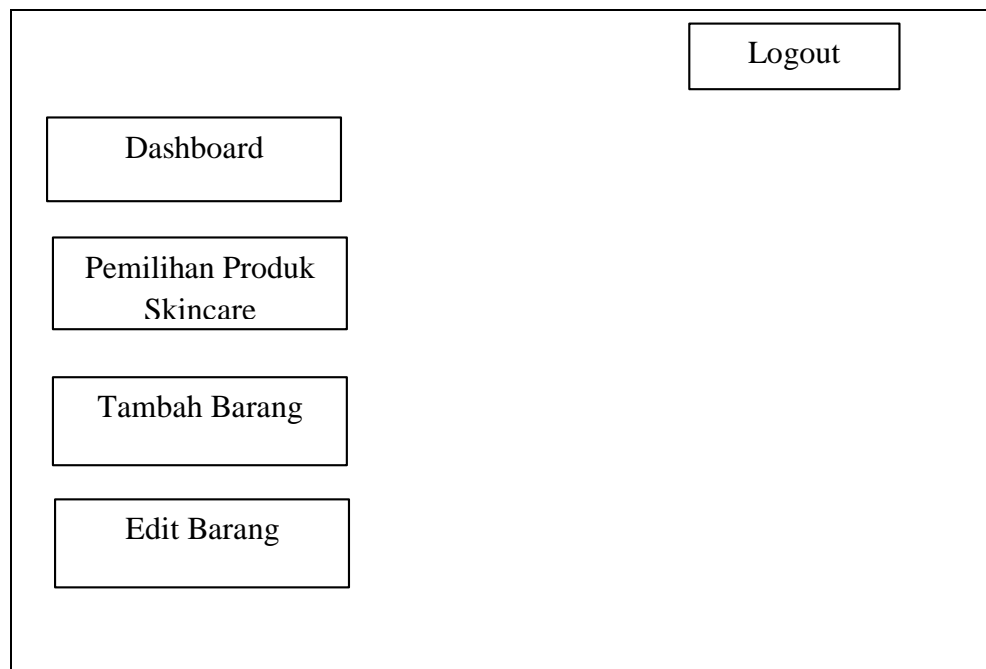 Logout
Dashboard
Pemilihan Produk
Skincare
Tambah Barang
Edit Barang